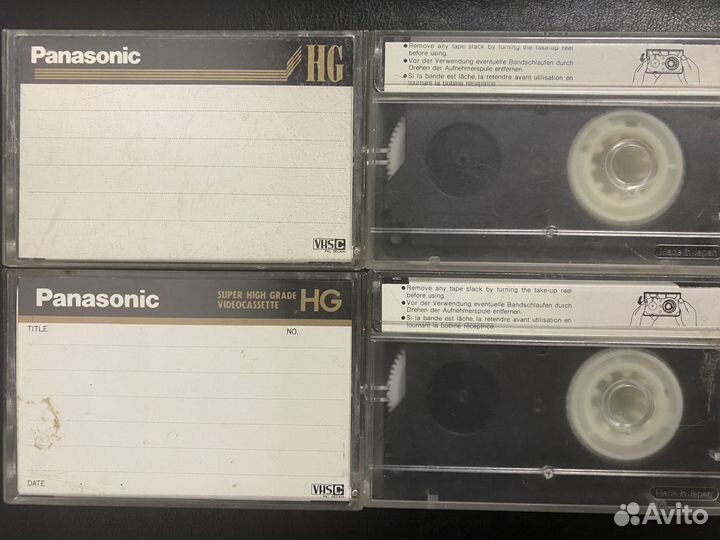 Panasonic
HG
VHS C
PAL SECAM
• Remove any tape slack by turning the take-up reel
before using.
• Vor der Verwendung eventuelle Bandschlaufen durch
Drehen der Aufnehmerspule entfernen.
• Si la bande est lâche, la retendre avant utilisation en
tournant la bobine réceptrice
Made in Japan
Panasonic
SUPER HIGH GRADE
VIDEOCASSETTE
HG
TITLE
NO.
DATE
VHS C
PAL SECAM
• Remove any tape slack by turning the take-up reel
before using.
• Vor der Verwendung eventuelle Bandschlaufen durch
Drehen der Aufnehmerspule entfernen.
• Si la bande est lâche, la retendre avant utilisation en
tournant la bobine réceptrice
Made in Japan
Avito